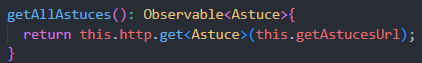 getAllAstuces(): Observable<Astuce>{
return this.http.get<Astuce>(this.getAstucesUrl);
}